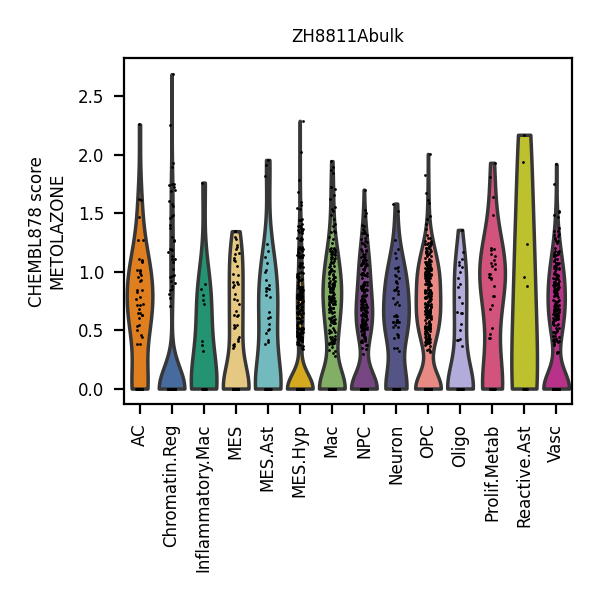 ZH8811Abulk
CHEMBL878 score
METOLAZONE
2.5
2.0
1.5
1.0
0.5
0.0
AC
Chromatin.Reg
Inflammatory.Mac
MES
MES.Ast
MES.Hyp
Mac
NPC
Neuron
OPC
Oligo
Prolif.Metab
Reactive.Ast
Vasc